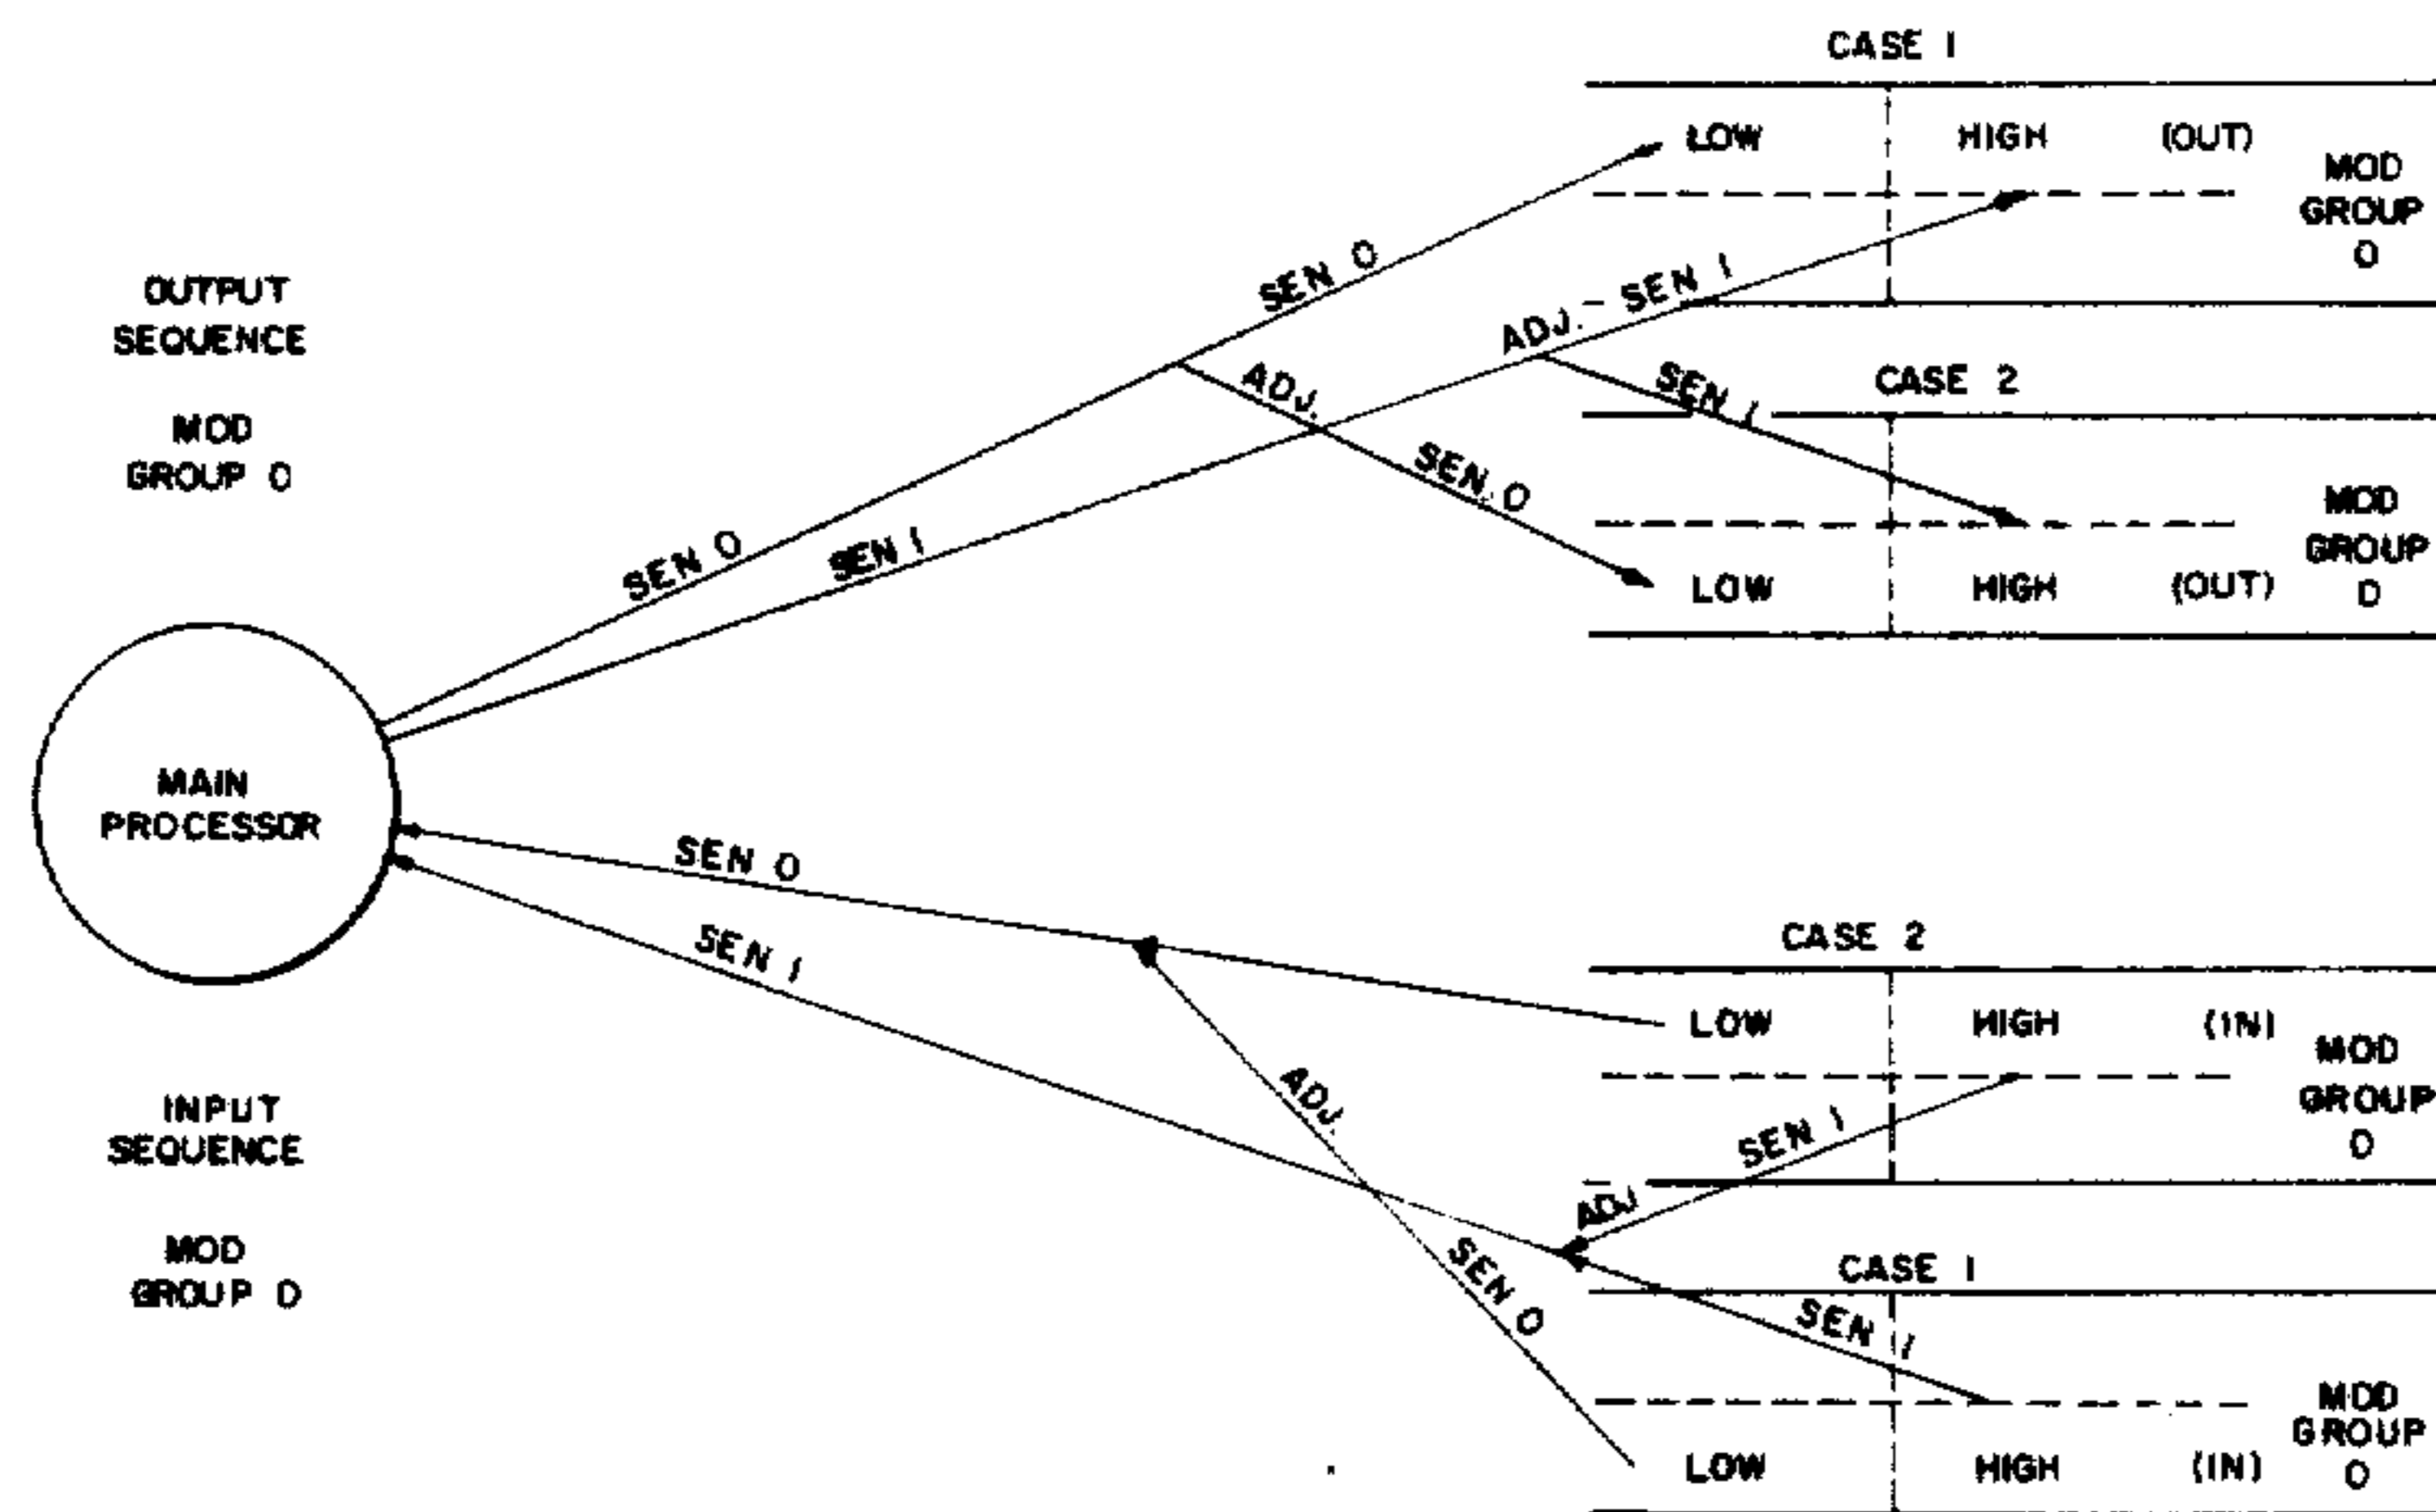 CASE 1
LOW HIGH (OUT)
MOD
GROUP
0
SEN 0
ADJ. SEN 1
OUTPUT
SEQUENCE
MOD
GROUP 0
ADJ.
SEN 1
CASE 2
SEN 0
MOD
GROUP
0
LOW HIGH (OUT)
SEN 0
SEN 1
MAIN
PROCESSOR
SEN 0
SEN 1
CASE 2
LOW HIGH (IN)
MOD
GROUP
0
INPUT
SEQUENCE
MOD
GROUP 0
ADJ.
SEN 1
ADJ
SEN 0
CASE 1
SEN 1
MOD
GROUP
0
LOW HIGH (IN)